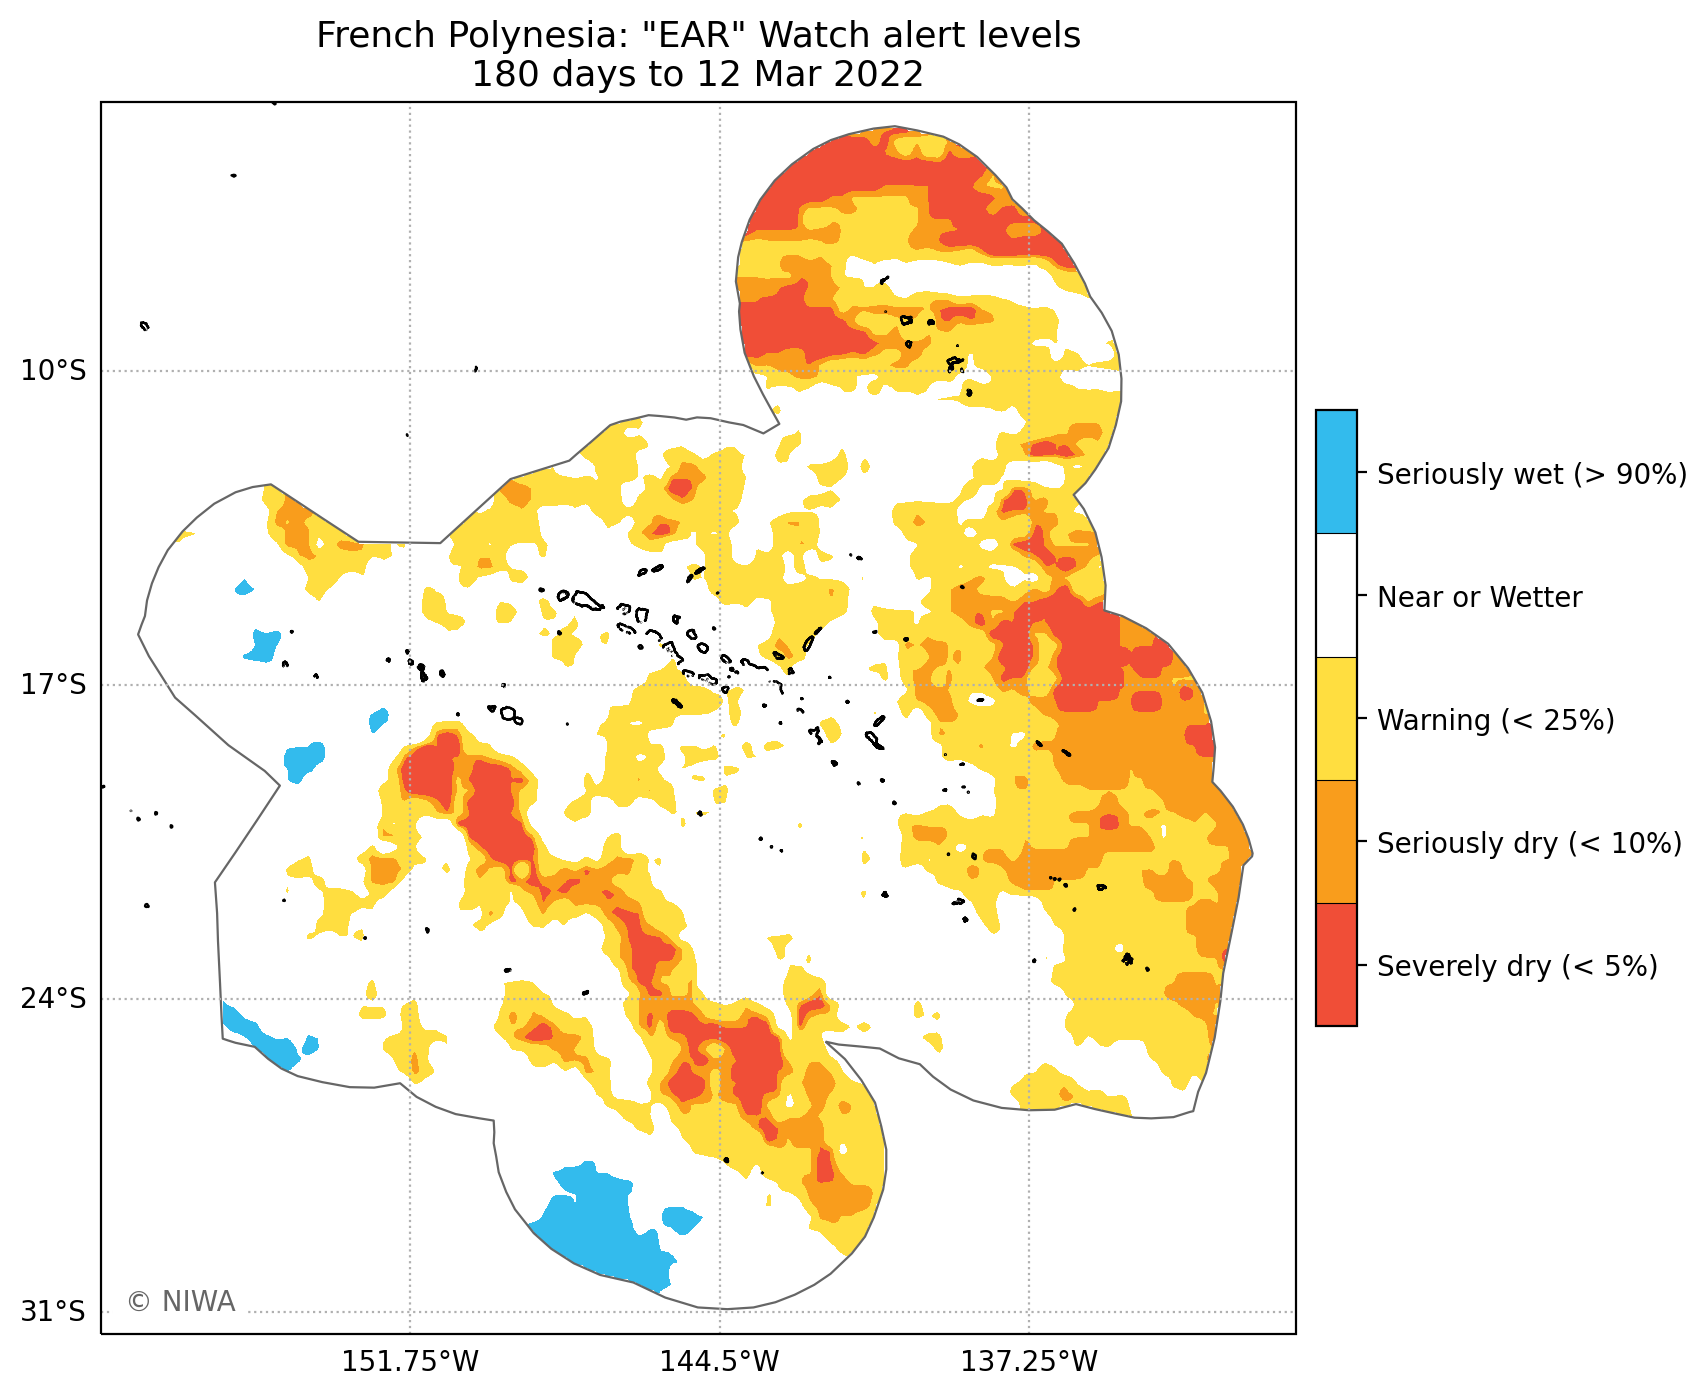 French Polynesia: "EAR" Watch alert levels
180 days to 12 Mar 2022
10°S
17°S
24°S
31°S
151.75°W
144.5°W
137.25°W
© NIWA
Seriously wet (> 90%)
Near or Wetter
Warning (< 25%)
Seriously dry (< 10%)
Severely dry (< 5%)